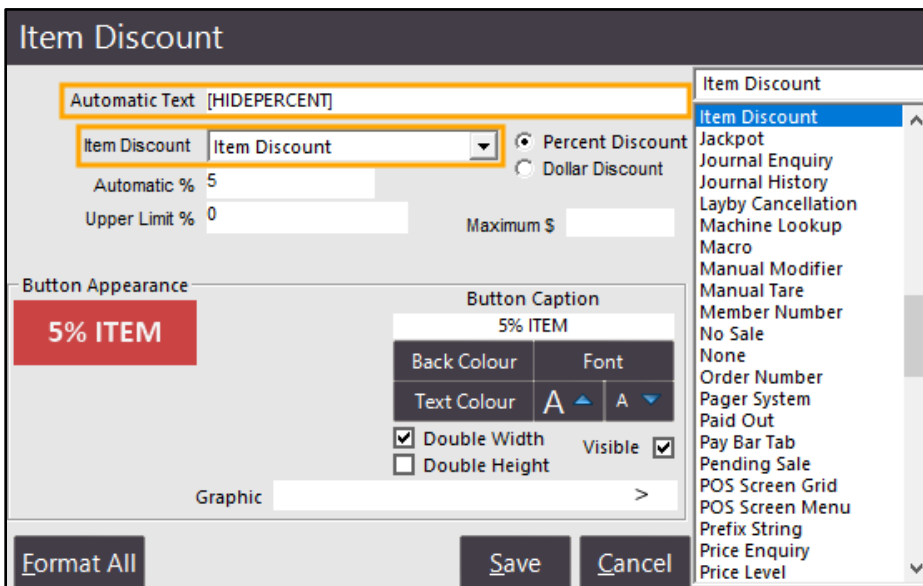 Item Discount
Automatic Text [HIDEPERCENT]
Item Discount Item Discount
Percent Discount
Dollar Discount
Automatic % 5
Upper Limit % 0
Maximum $
Button Appearance
5% ITEM
Button Caption
5% ITEM
Back Colour Font
Text Colour A A
Double Width
Visible
Double Height
Graphic >
Format All Save Cancel
Item Discount
Item Discount
Jackpot
Journal Enquiry
Journal History
Layby Cancellation
Machine Lookup
Macro
Manual Modifier
Manual Tare
Member Number
No Sale
None
Order Number
Pager System
Paid Out
Pay Bar Tab
Pending Sale
POS Screen Grid
POS Screen Menu
Prefix String
Price Enquiry
Price Level